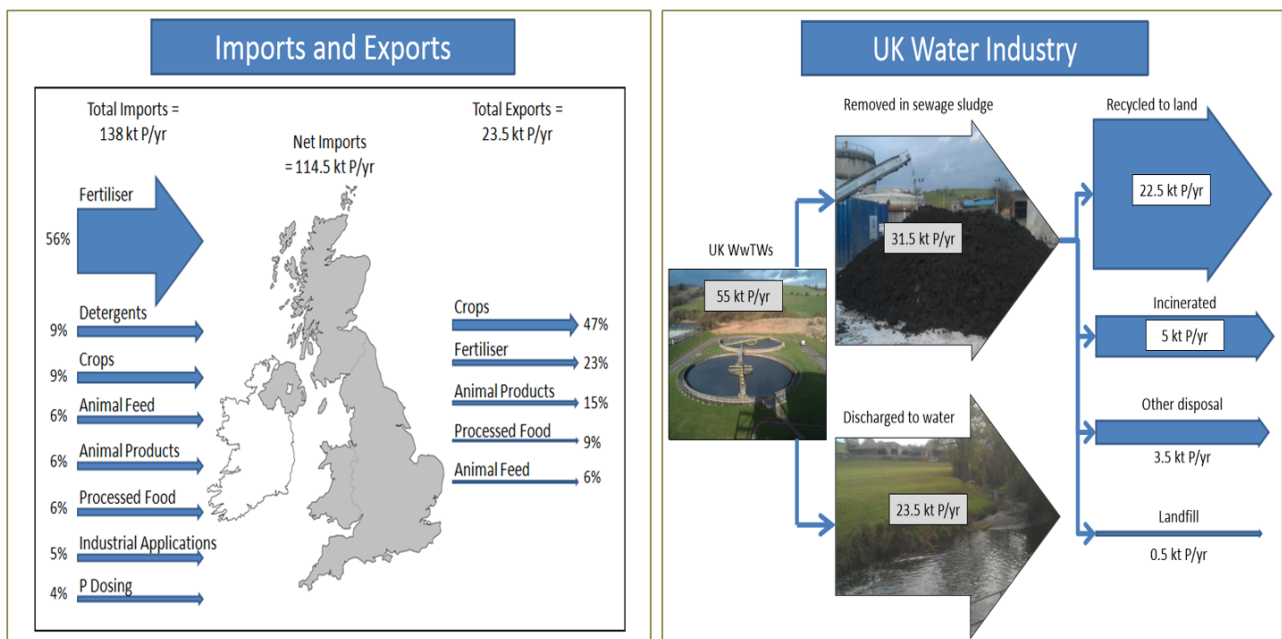 Imports and Exports
Total Imports =
138 kt P/yr
Net Imports
= 114.5 kt P/yr
Total Exports =
23.5 kt P/yr
Fertiliser
56%
Detergents
9%
Crops
9%
Animal Feed
6%
Animal Products
6%
Processed Food
6%
Industrial Applications
5%
P Dosing
4%
Crops
47%
Fertiliser
23%
Animal Products
15%
Processed Food
9%
Animal Feed
6%
UK Water Industry
UK WwTWs
55 kt P/yr
Removed in sewage sludge
31.5 kt P/yr
Discharged to water
23.5 kt P/yr
Recycled to land
22.5 kt P/yr
Incinerated
5 kt P/yr
Other disposal
3.5 kt P/yr
Landfill
0.5 kt P/yr